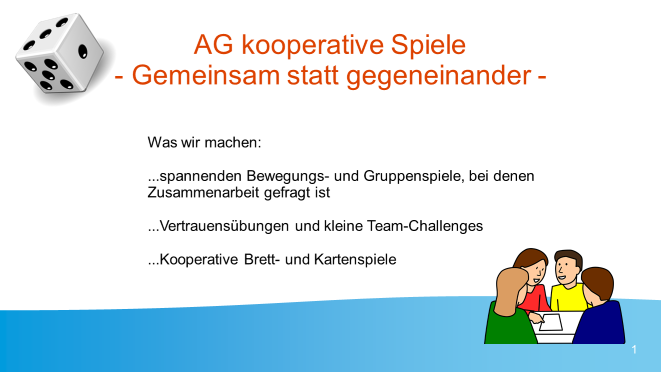 AG kooperative Spiele
- Gemeinsam statt gegeneinander -
Was wir machen:
...spannenden Bewegungs- und Gruppenspiele, bei denen
Zusammenarbeit gefragt ist
...Vertrauensübungen und kleine Team-Challenges
...Kooperative Brett- und Kartenspiele
1